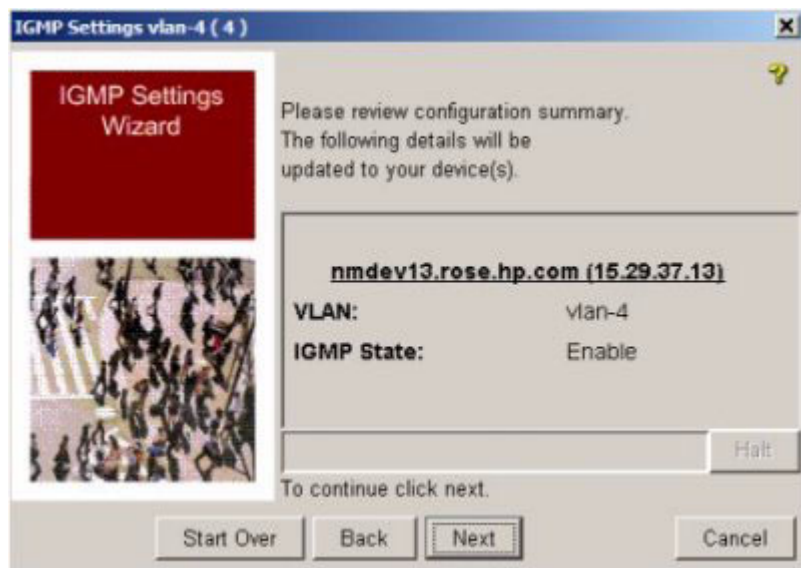 IGMP Settings vlan-4 ( 4 )
IGMP Settings
Wizard
?
Please review configuration summary.
The following details will be
updated to your device(s).
nmdev13.rose.hp.com (15.29.37.13)
VLAN: vlan-4
IGMP State: Enable
Halt
To continue click next.
Start Over Back Next Cancel